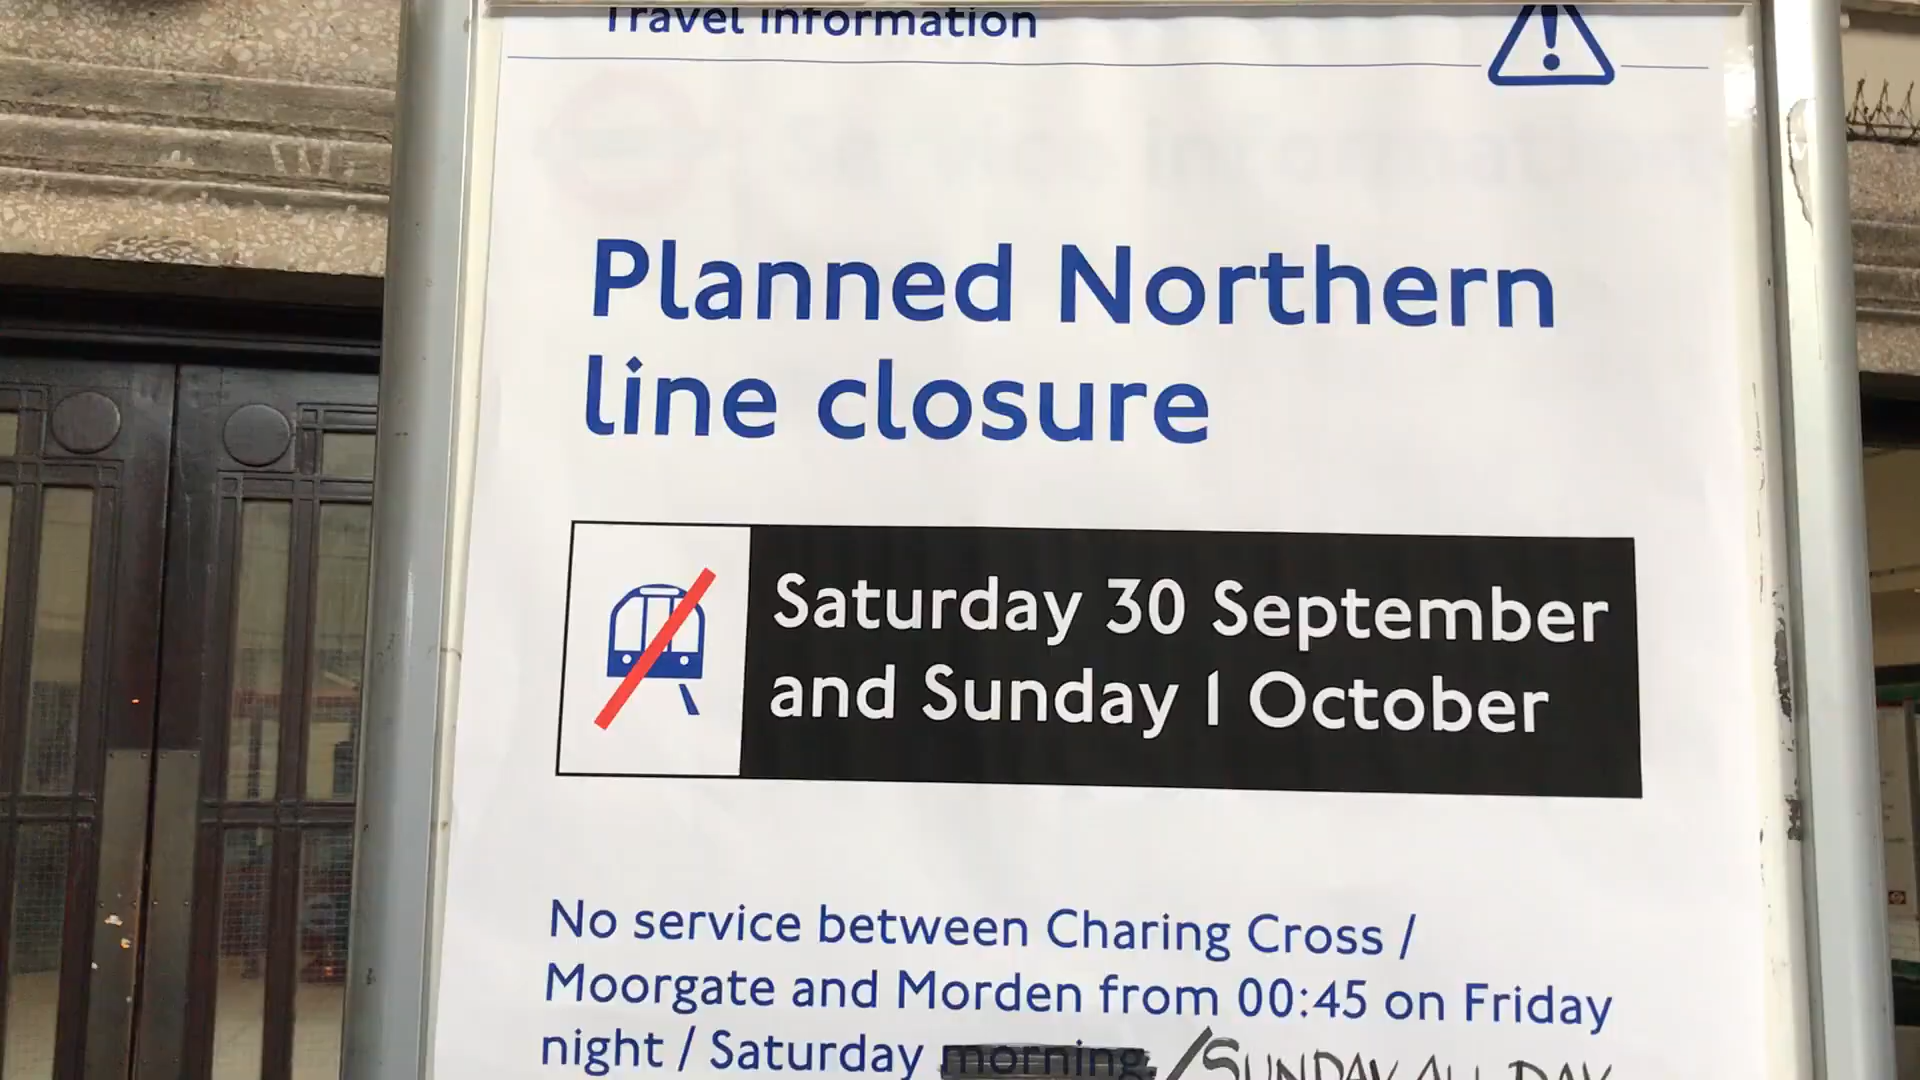 Travel information
Planned Northern
line closure
Saturday 30 September
and Sunday 1 October
No service between Charing Cross /
Moorgate and Morden from 00:45 on Friday
night / Saturday morning. / SUNDAY ALL DAY